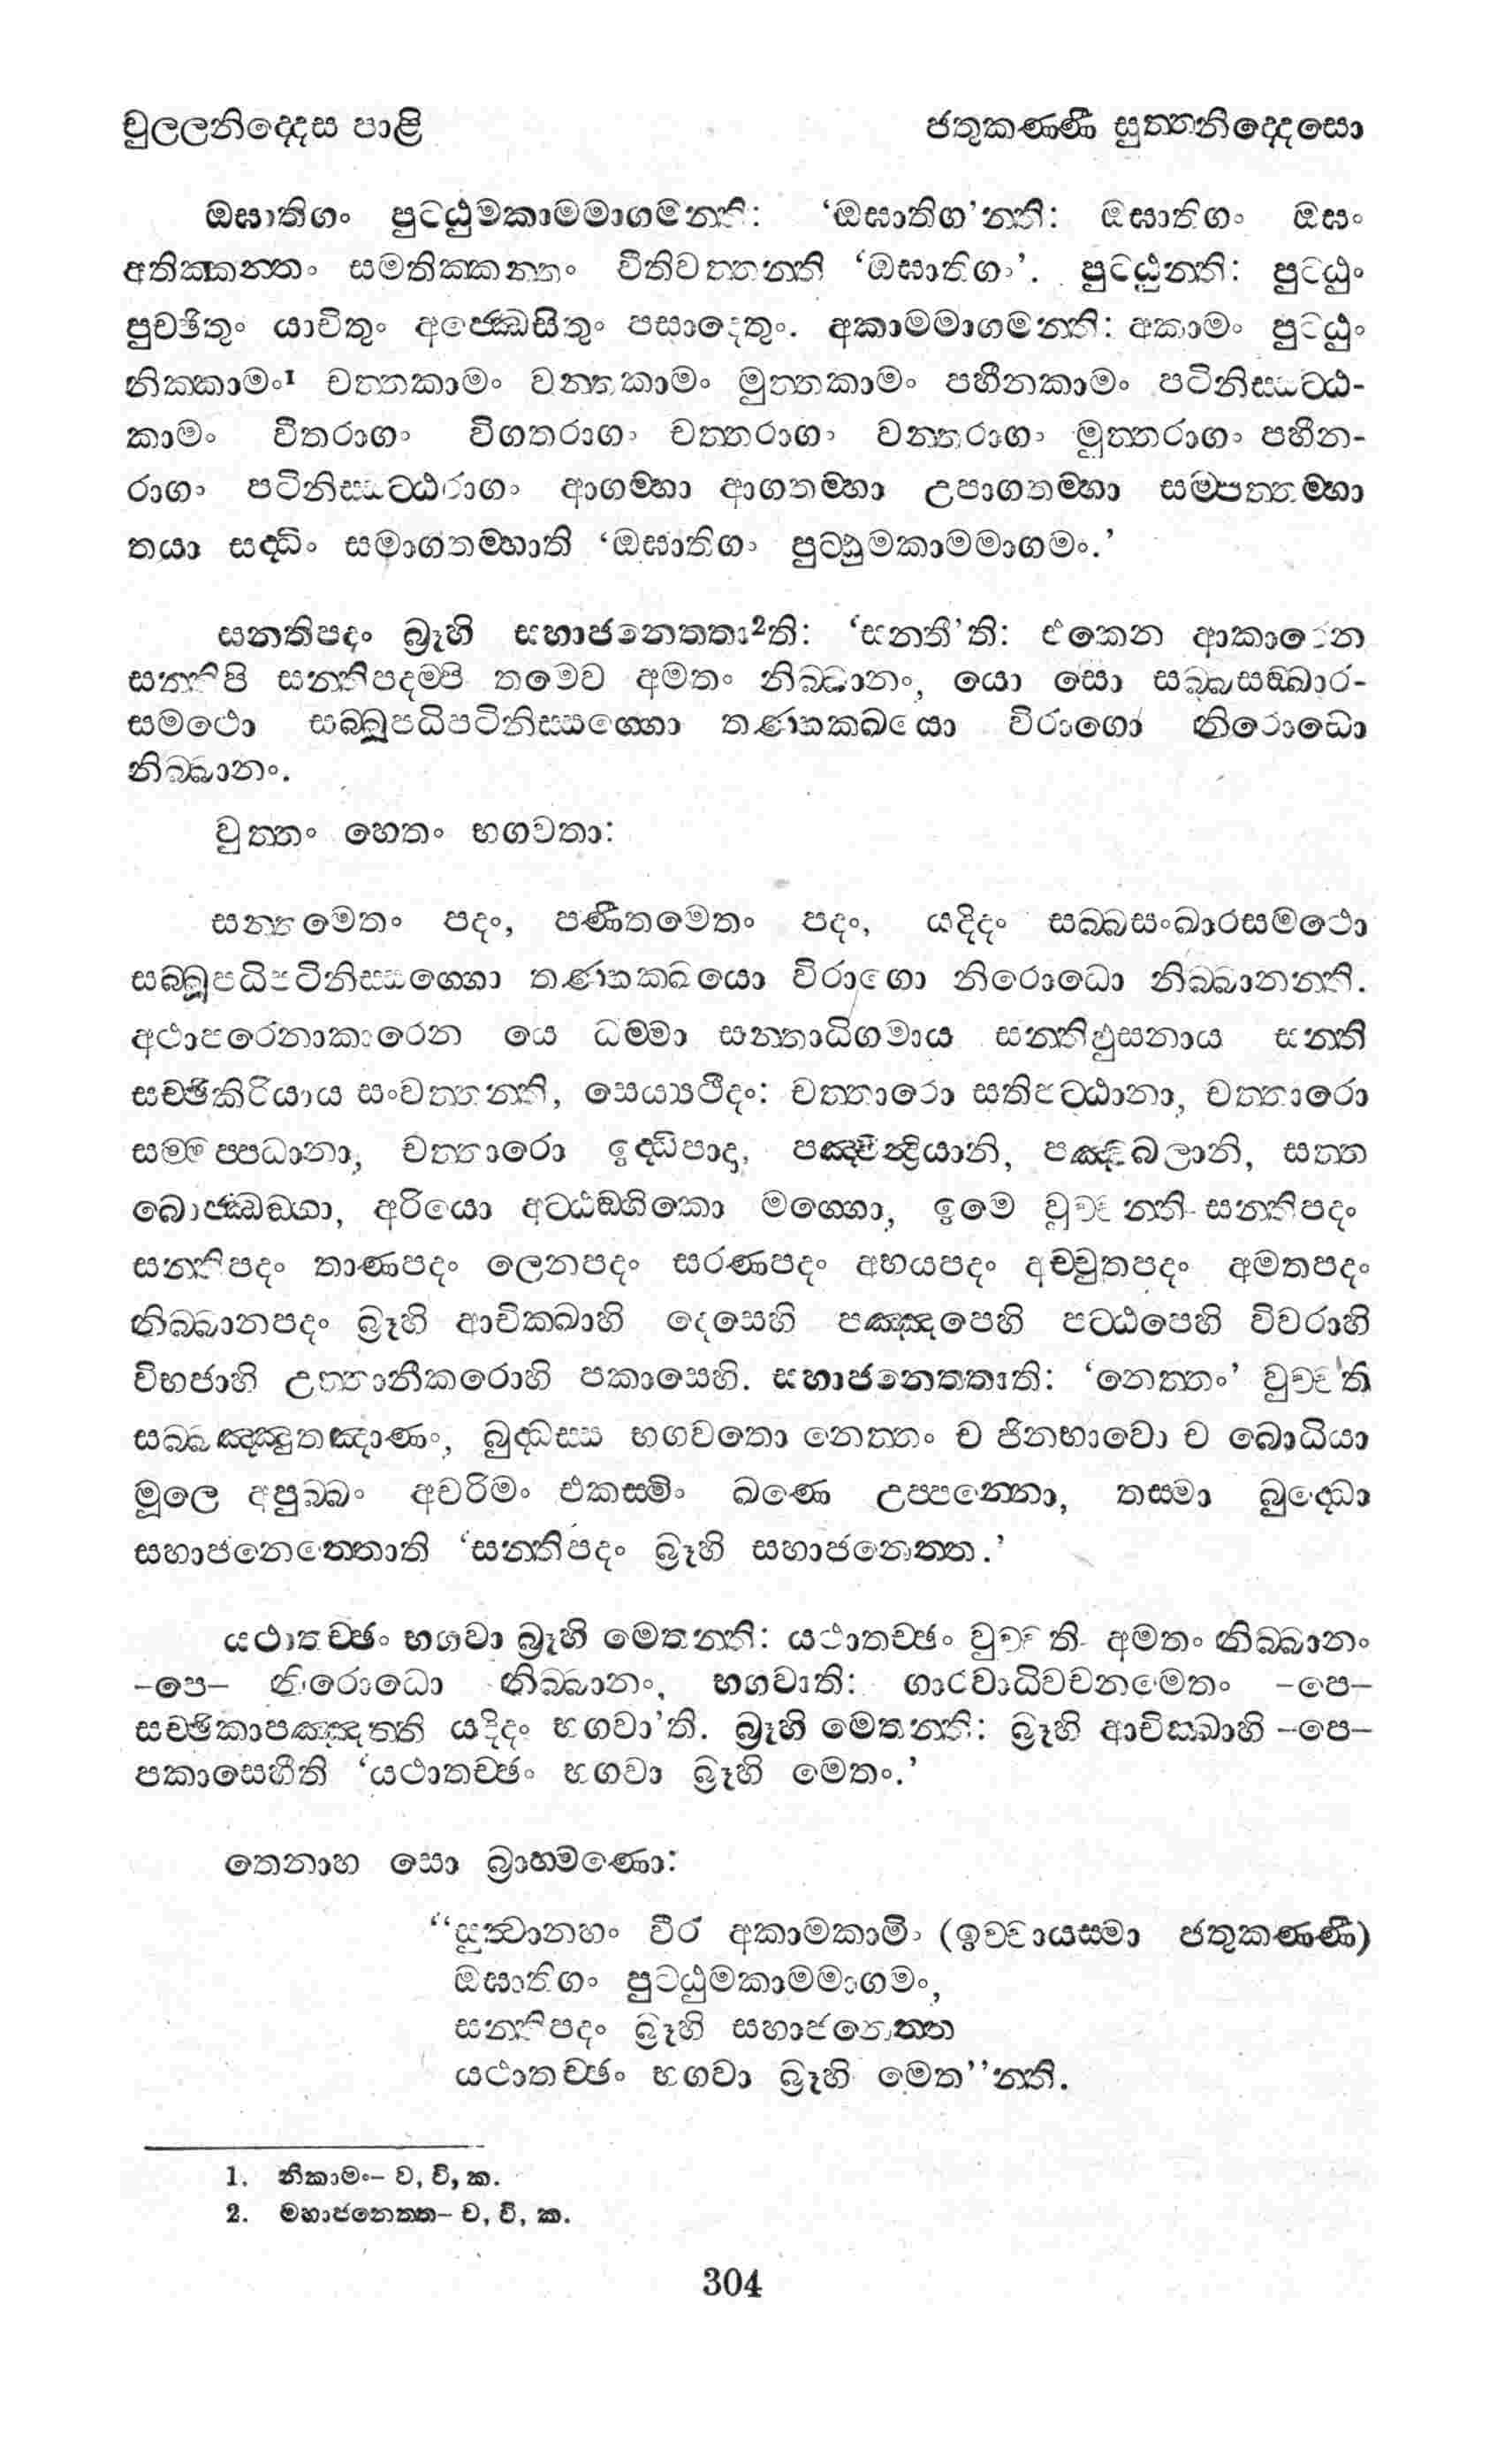 චුල්ලනිද්දෙස පාළි
ජතුකණ්ණි සුත්තනිද්දෙසො
ඔඝාතිගං පුට්ඨුමකාමමාගමන්ති: ‘ඔඝාතිග’න්ති: ඔඝාතිගං ඔඝං
අතික්කන්තං සමතික්කන්තං වීතිවත්තන්ති ‘ඔඝාතිගං’. පුට්ඨුන්ති: පුට්ඨුං
පුච්ඡිතුං යාචිතුං අජ්ඣෙසිතුං පසාදෙතුං. අකාමමාගමන්ති: අකාමං පුට්ඨුං
නික්කාමං1 චත්තකාමං වන්තකාමං මුත්තකාමං පහීනකාමං පටිනිස්සට්ඨ-
කාමං වීතරාගං විගතරාගං චත්තරාගං වන්තරාගං මුත්තරාගං පහීන-
රාගං පටිනිස්සට්ඨරාගං ආගම්හා ආගතම්හා උපාගතම්හා සම්පත්තම්හා
තයා සද්ධිං සමාගතම්හාති ‘ඔඝාතිගං පුට්ඨුමකාමමාගමං.’
සන්තිපදං බ්‍රූහි සහාජනෙත්තා2ති: ‘සන්තී’ති: එකෙන ආකාරෙන
සන්තිපි සන්තිපදම්පි තමෙව අමතං නිබ්බානං, යො සො සබ්බසඞ්ඛාර-
සමථො සබ්බූපධිපටිනිස්සග්ගො තණ්හක්ඛයො විරාගො නිරොධො
නිබ්බානං.
වුත්තං හෙතං භගවතා:
සන්තමෙතං පදං, පණීතමෙතං පදං, යදිදං සබ්බසංඛාරසමථො
සබ්බූපධිපටිනිස්සග්ගො තණ්හක්ඛයො විරාගො නිරොධො නිබ්බානන්ති.
අථාපරෙනාකාරෙන යෙ ධම්මා සන්තාධිගමාය සන්තිඵුසනාය සන්ති
සච්ඡිකිරියාය සංවත්තන්ති, සෙය්‍යථීදං: චත්තාරො සතිපට්ඨානා, චත්තාරො
සම්මප්පධානා, චත්තාරො ඉද්ධිපාදා, පඤ්චින්ද්‍රියානි, පඤ්චබලානි, සත්ත
බොජ්ඣඞ්ගා, අරියො අට්ඨඞ්ගිකො මග්ගො, ඉමෙ වුච්චන්ති සන්තිපදං
සන්තිපදං තාණපදං ලෙනපදං සරණපදං අභයපදං අච්චුතපදං අමතපදං
නිබ්බානපදං බ්‍රූහි ආචික්ඛාහි දෙසෙහි පඤ්ඤපෙහි පට්ඨපෙහි විවරාහි
විභජාහි උත්තානීකරොහි පකාසෙහි. සහාජනෙත්තාති: ‘නෙත්තං’ වුච්චති
සබ්බඤ්ඤුතඤාණං, බුද්ධස්ස භගවතො නෙත්තං ච ජිනභාවො ච බොධියා
මූලෙ අපුබ්බං අචරිමං එකස්මිං ඛණෙ උප්පන්නො, තස්මා බුද්ධො
සහාජනෙත්තොති ‘සන්තිපදං බ්‍රූහි සහාජනෙත්ත.’
යථාතච්ඡං භගවා බ්‍රූහි මෙතන්ති: යථාතච්ඡං වුච්චති අමතං නිබ්බානං
–පෙ– නිරොධො නිබ්බානං, භගවාති: ගාරවාධිවචනමෙතං –පෙ–
සච්ඡිකාපඤ්ඤත්ති යදිදං භගවා’ති. බ්‍රූහි මෙතන්ති: බ්‍රූහි ආචික්ඛාහි –පෙ–
පකාසෙහීති ‘යථාතච්ඡං භගවා බ්‍රූහි මෙතං.’
තෙනාහ සො බ්‍රාහ්මණො:
“සුත්වානහං වීර අකාමකාමිං (ඉච්චායස්මා ජතුකණ්ණි)
ඔඝාතිගං පුට්ඨුමකාමමාගමං,
සන්තිපදං බ්‍රූහි සහාජනෙත්ත
යථාතච්ඡං භගවා බ්‍රූහි මෙත”න්ති.
1. නිකාමං– ව, වි, ක.
2. මහාජනෙත්ත– ව, වි, ක.
304